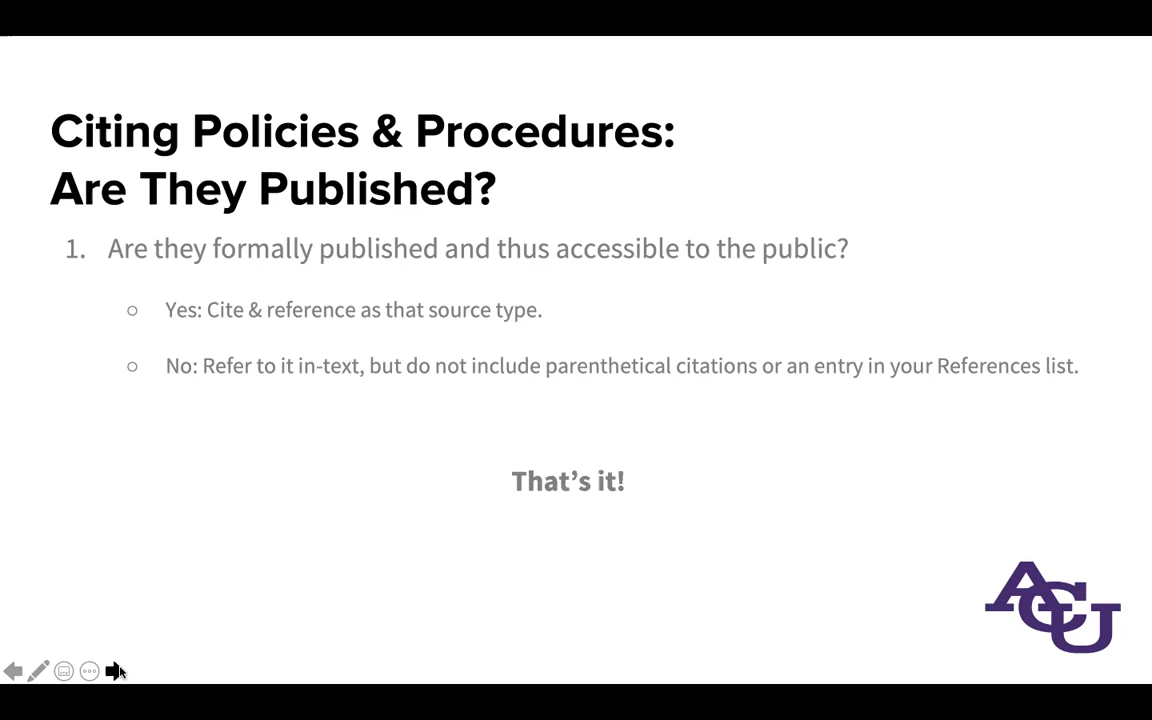 Citing Policies & Procedures:
Are They Published?
1. Are they formally published and thus accessible to the public?
○ Yes: Cite & reference as that source type.
○ No: Refer to it in-text, but do not include parenthetical citations or an entry in your References list.
That’s it!
ACU